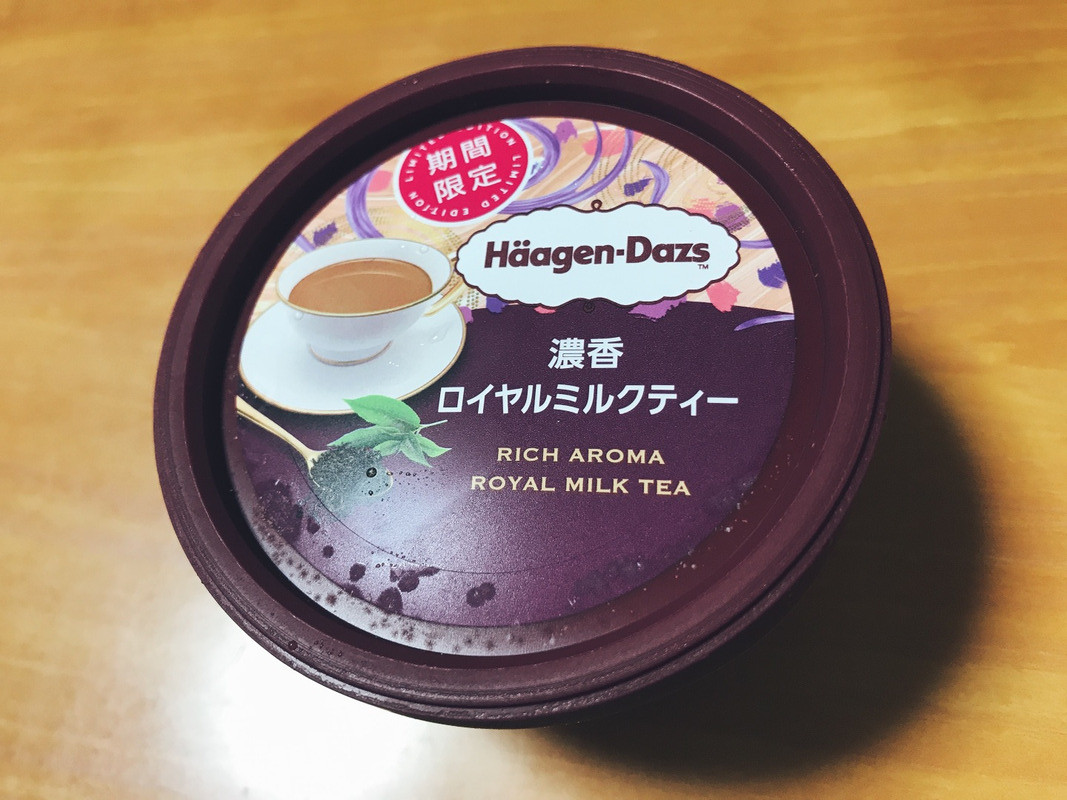 LIMITED EDITION
期間
限定
LIMITED EDITION
Häagen-Dazs™
濃香
ロイヤルミルクティー
RICH AROMA
ROYAL MILK TEA